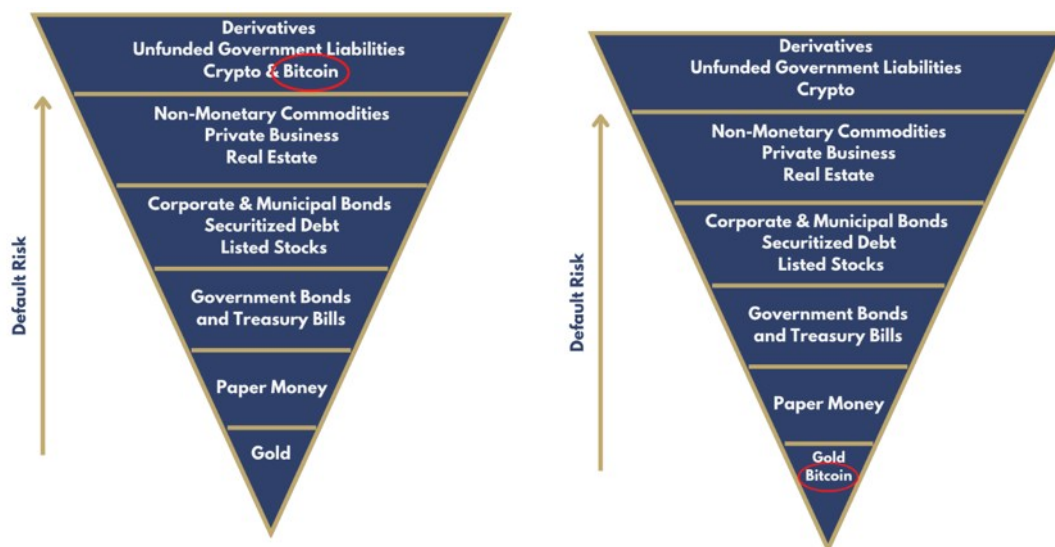 Derivatives
Unfunded Government Liabilities
Crypto & Bitcoin
Non-Monetary Commodities
Private Business
Real Estate
Corporate & Municipal Bonds
Securitized Debt
Listed Stocks
Government Bonds
and Treasury Bills
Paper Money
Gold
Default Risk
Derivatives
Unfunded Government Liabilities
Crypto
Non-Monetary Commodities
Private Business
Real Estate
Corporate & Municipal Bonds
Securitized Debt
Listed Stocks
Government Bonds
and Treasury Bills
Paper Money
Gold
Bitcoin
Default Risk